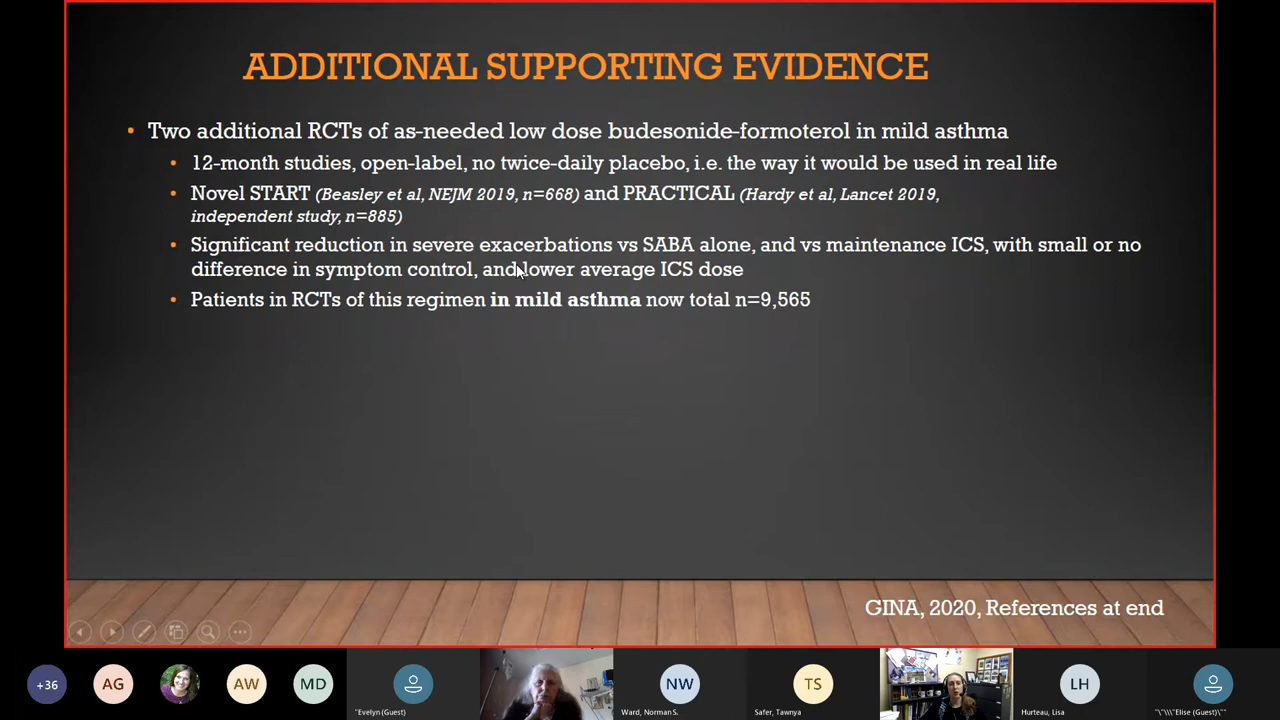 ADDITIONAL SUPPORTING EVIDENCE
• Two additional RCTs of as-needed low dose budesonide-formoterol in mild asthma
• 12-month studies, open-label, no twice-daily placebo, i.e. the way it would be used in real life
• Novel START (Beasley et al, NEJM 2019, n=668) and PRACTICAL (Hardy et al, Lancet 2019,
independent study, n=885)
• Significant reduction in severe exacerbations vs SABA alone, and vs maintenance ICS, with small or no
difference in symptom control, and lower average ICS dose
• Patients in RCTs of this regimen in mild asthma now total n=9,565
GINA, 2020, References at end
+36
AG
AW
MD
NW
TS
LH
"Evelyn (Guest)
Ward, Norman S.
Safer, Tawnya
Hurteau, Lisa
"\"\\\"Elise (Guest)\"